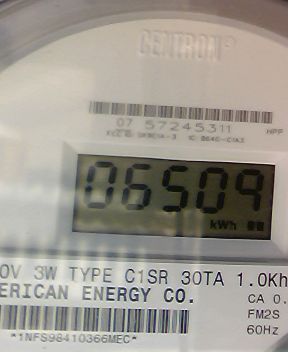 CENTRON®
07 57245311
HPP
06509
kWh
0V 3W TYPE C1SR 30TA 1.0Kh
ERICAN ENERGY CO.
CA 0.
FM2S
60Hz
*1NFS98410366MEC*